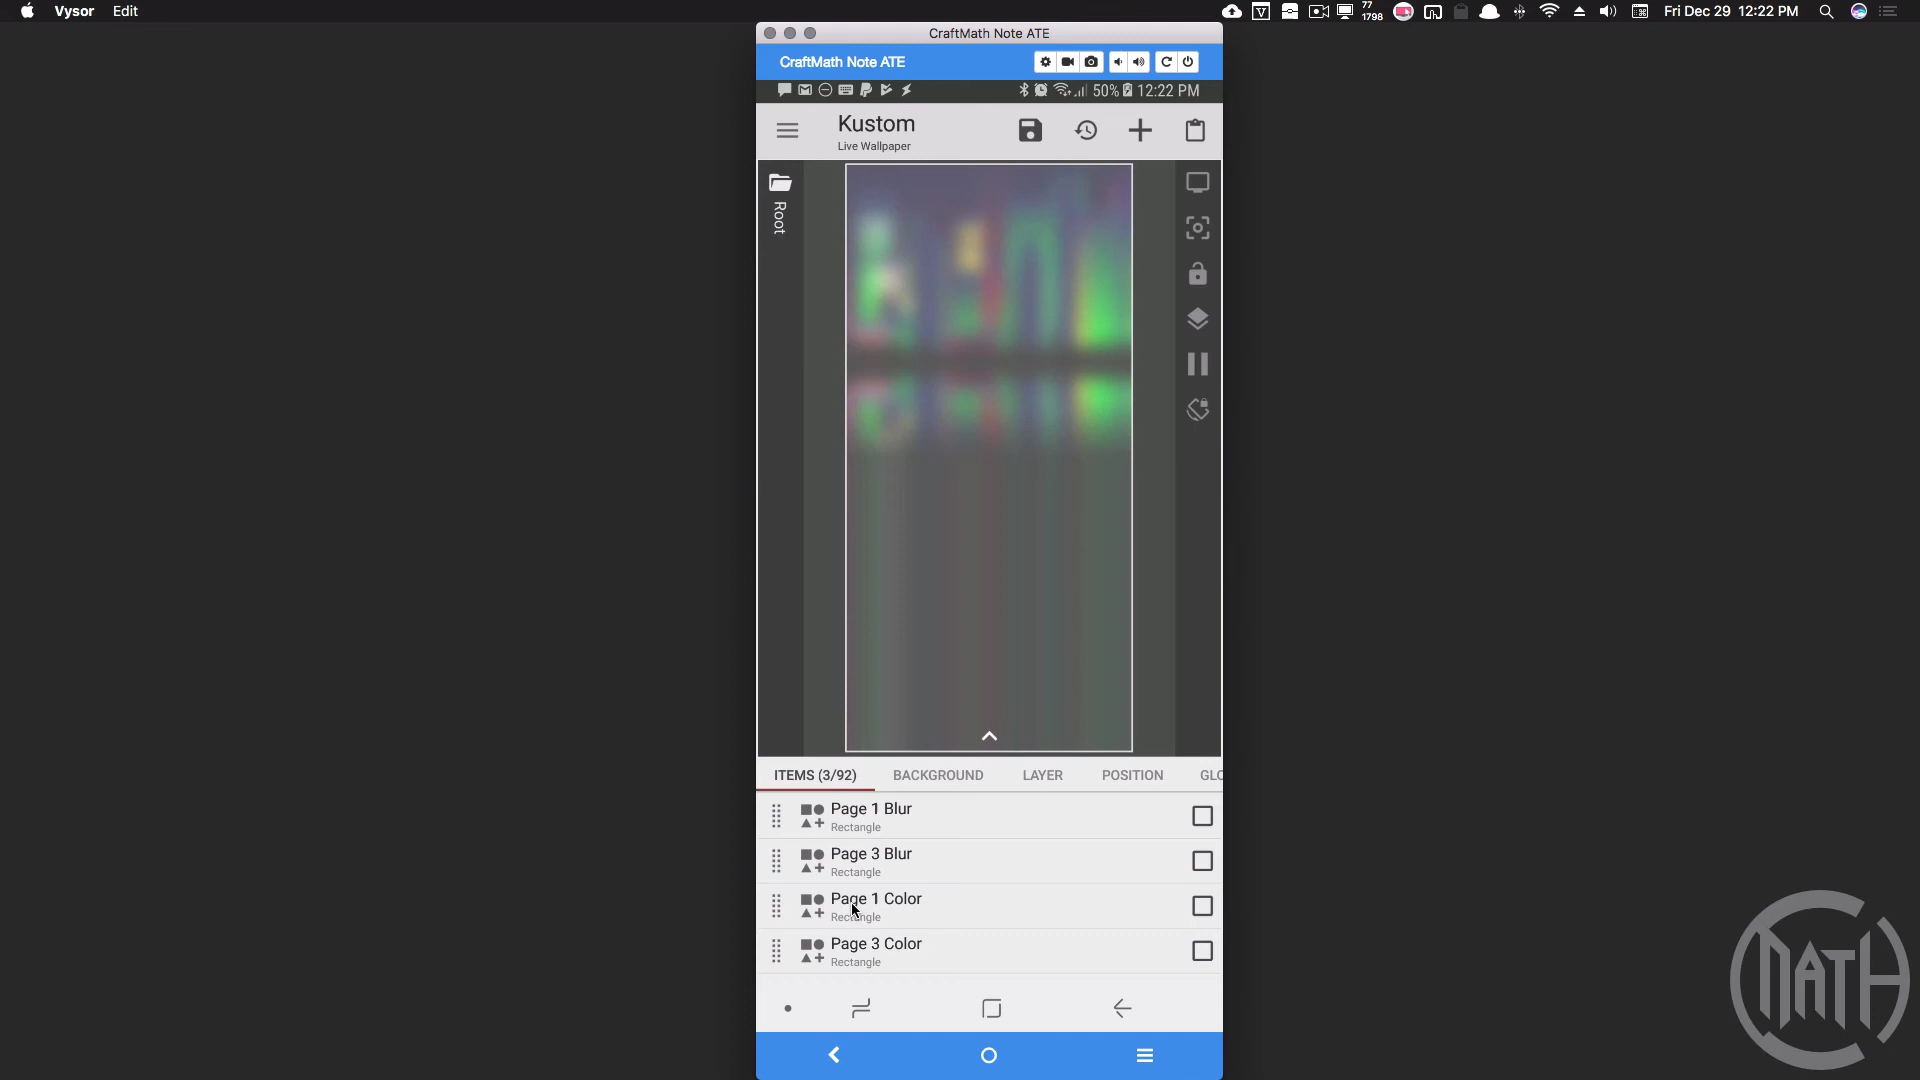 Vysor Edit
77
1798
Fri Dec 29 12:22 PM
CraftMath Note ATE
CraftMath Note ATE
50% 12:22 PM
Kustom
Live Wallpaper
Root
ITEMS (3/92) BACKGROUND LAYER POSITION GLO
Page 1 Blur
Rectangle
Page 3 Blur
Rectangle
Page 1 Color
Rectangle
Page 3 Color
Rectangle
MATH